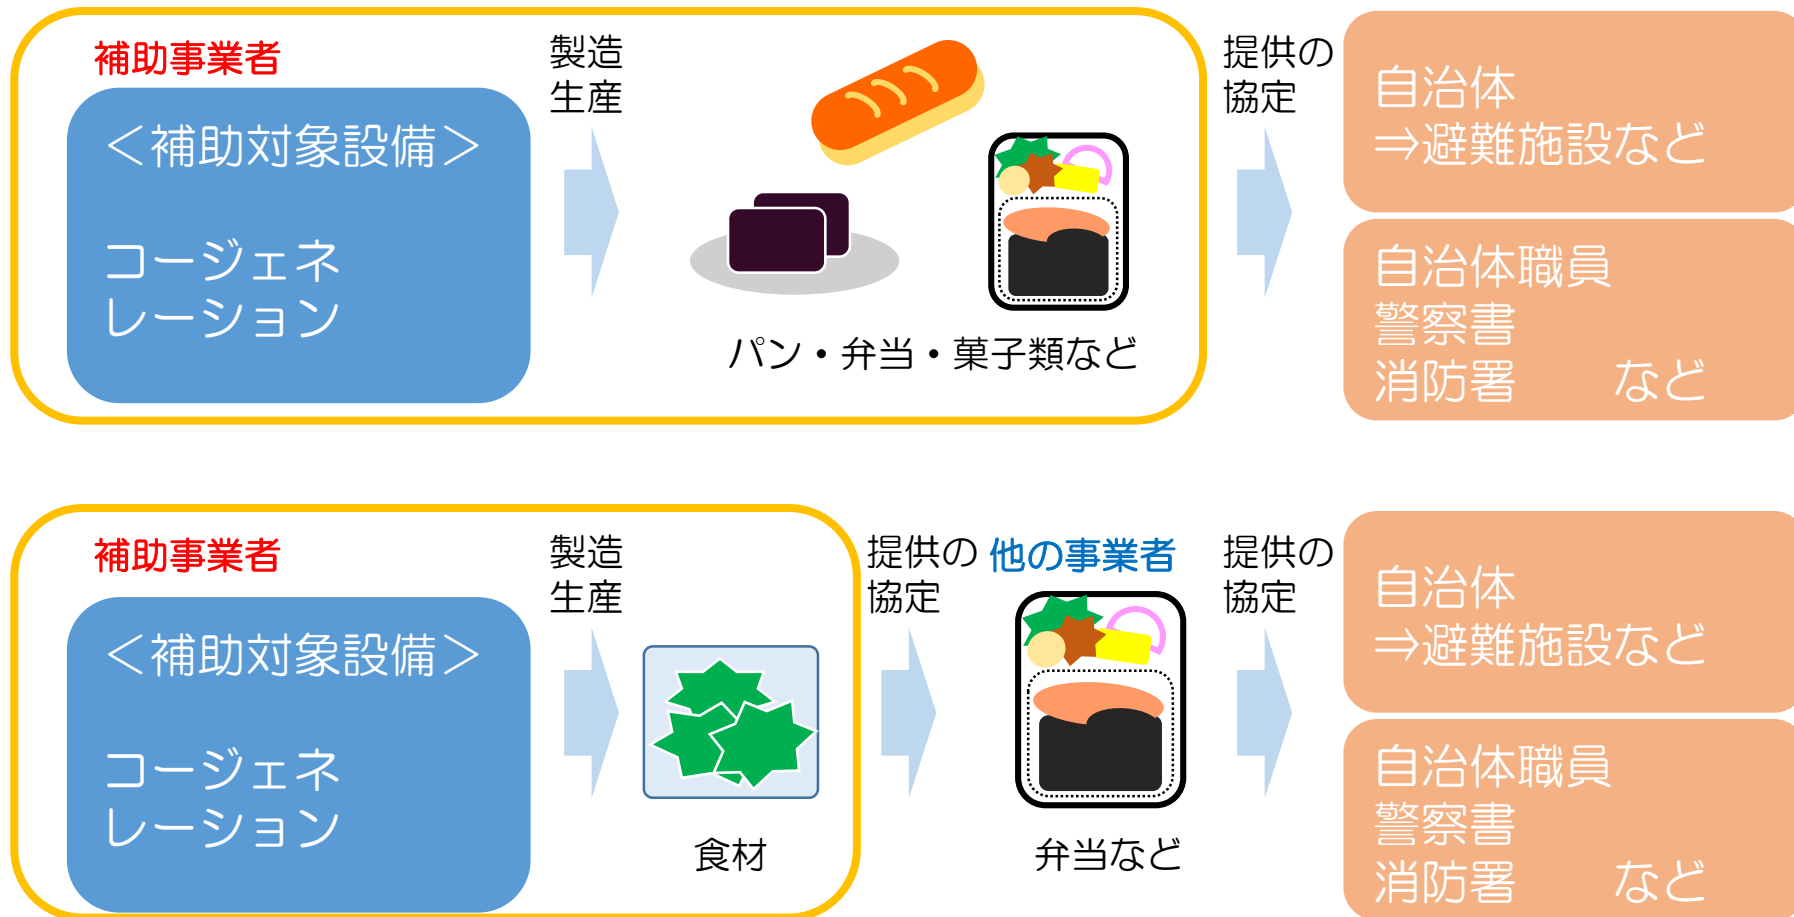 補助事業者
<補助対象設備>
コージェネ
レーション
製造
生産
パン・弁当・菓子類など
提供の
協定
自治体
⇒避難施設など
自治体職員
警察書
消防署 など
補助事業者
<補助対象設備>
コージェネ
レーション
製造
生産
食材
提供の
協定
他の事業者
弁当など
提供の
協定
自治体
⇒避難施設など
自治体職員
警察書
消防署 など